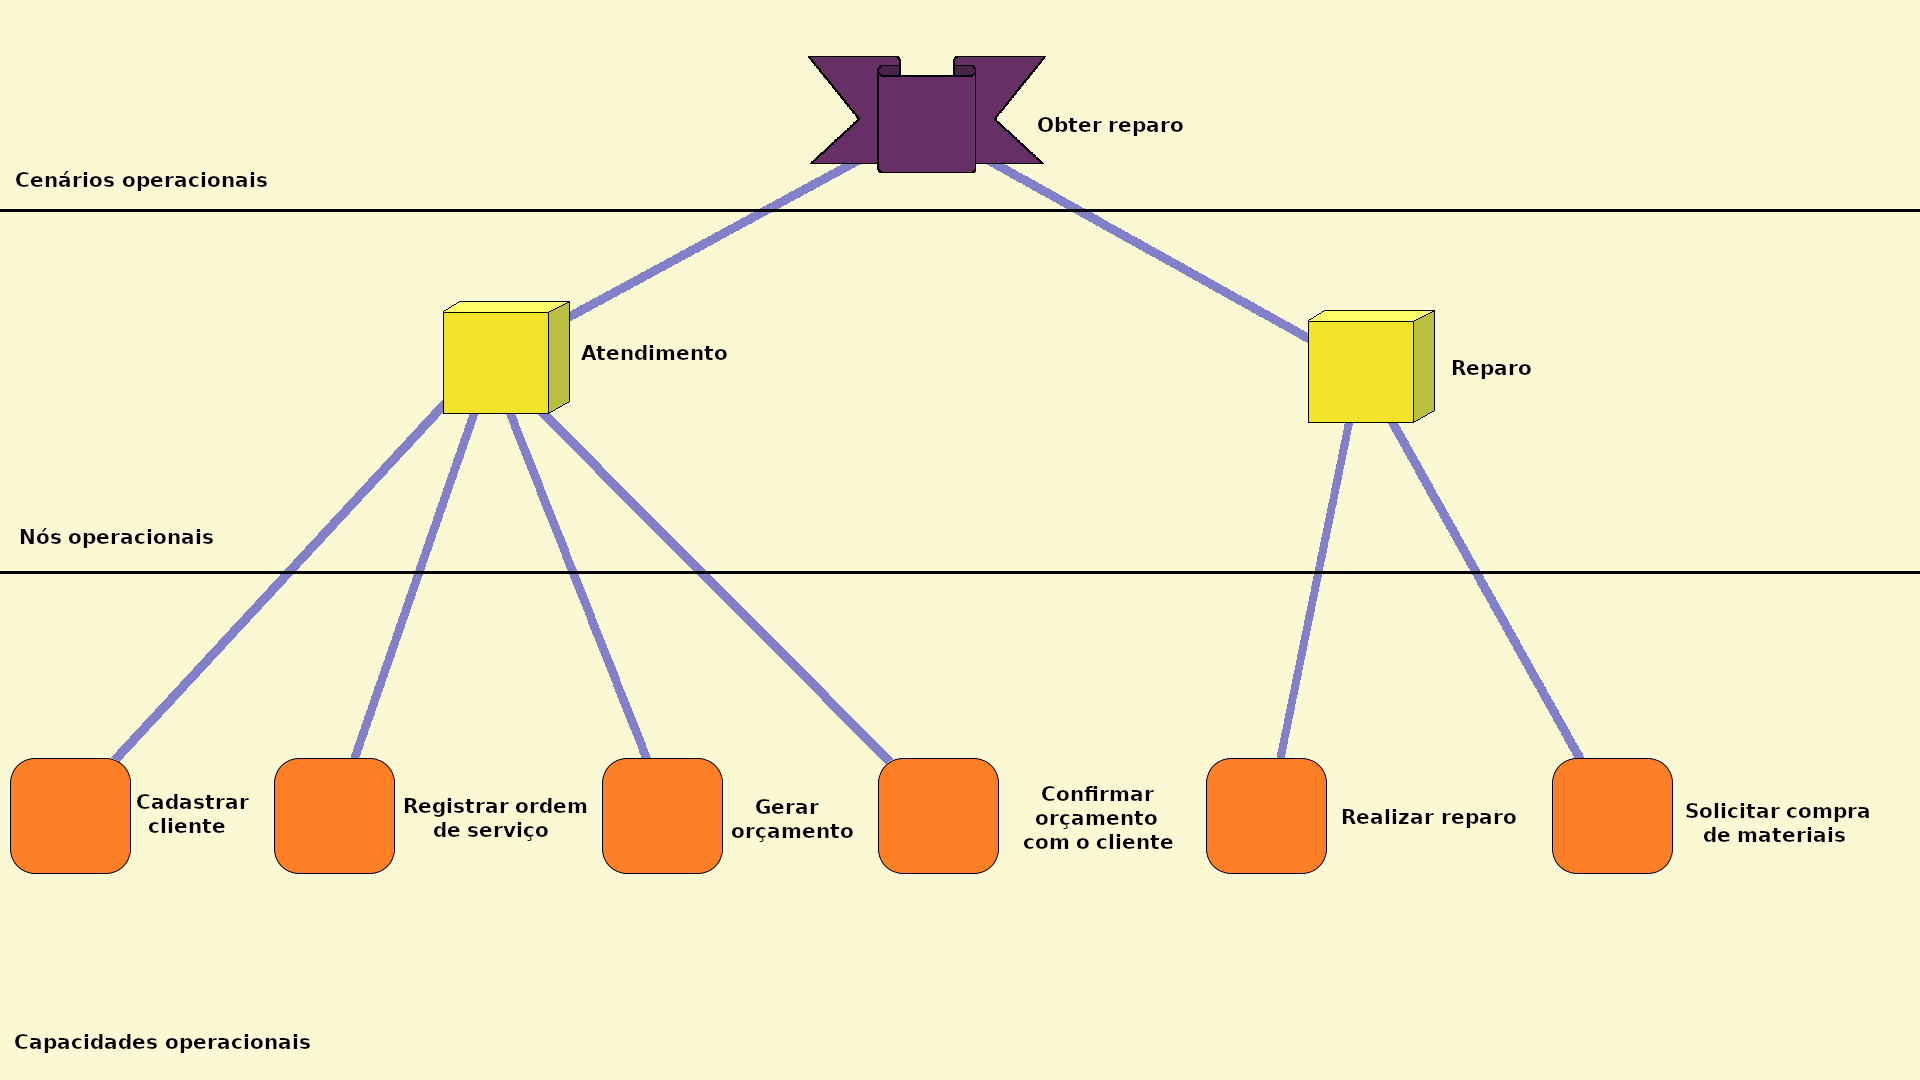 Obter reparo
Cenários operacionais
Atendimento
Reparo
Nós operacionais
Cadastrar
cliente
Registrar ordem
de serviço
Gerar
orçamento
Confirmar
orçamento
com o cliente
Realizar reparo
Solicitar compra
de materiais
Capacidades operacionais